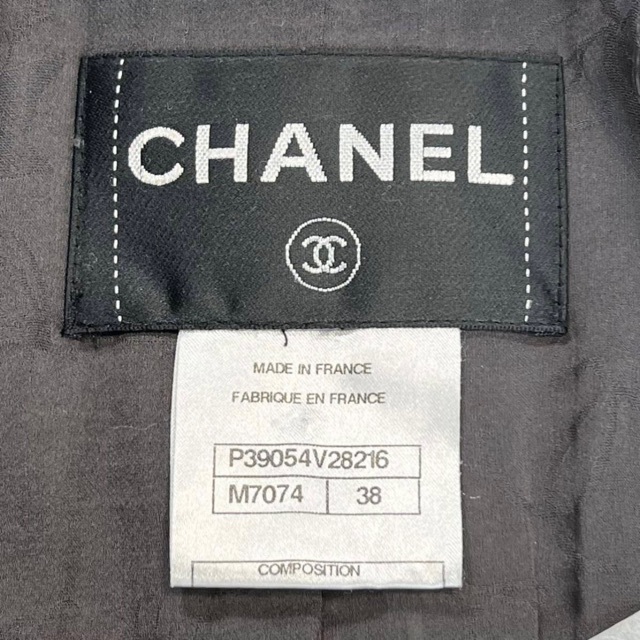 CHANEL
MADE IN FRANCE
FABRIQUE EN FRANCE
P39054V28216
M7074 38
COMPOSITION